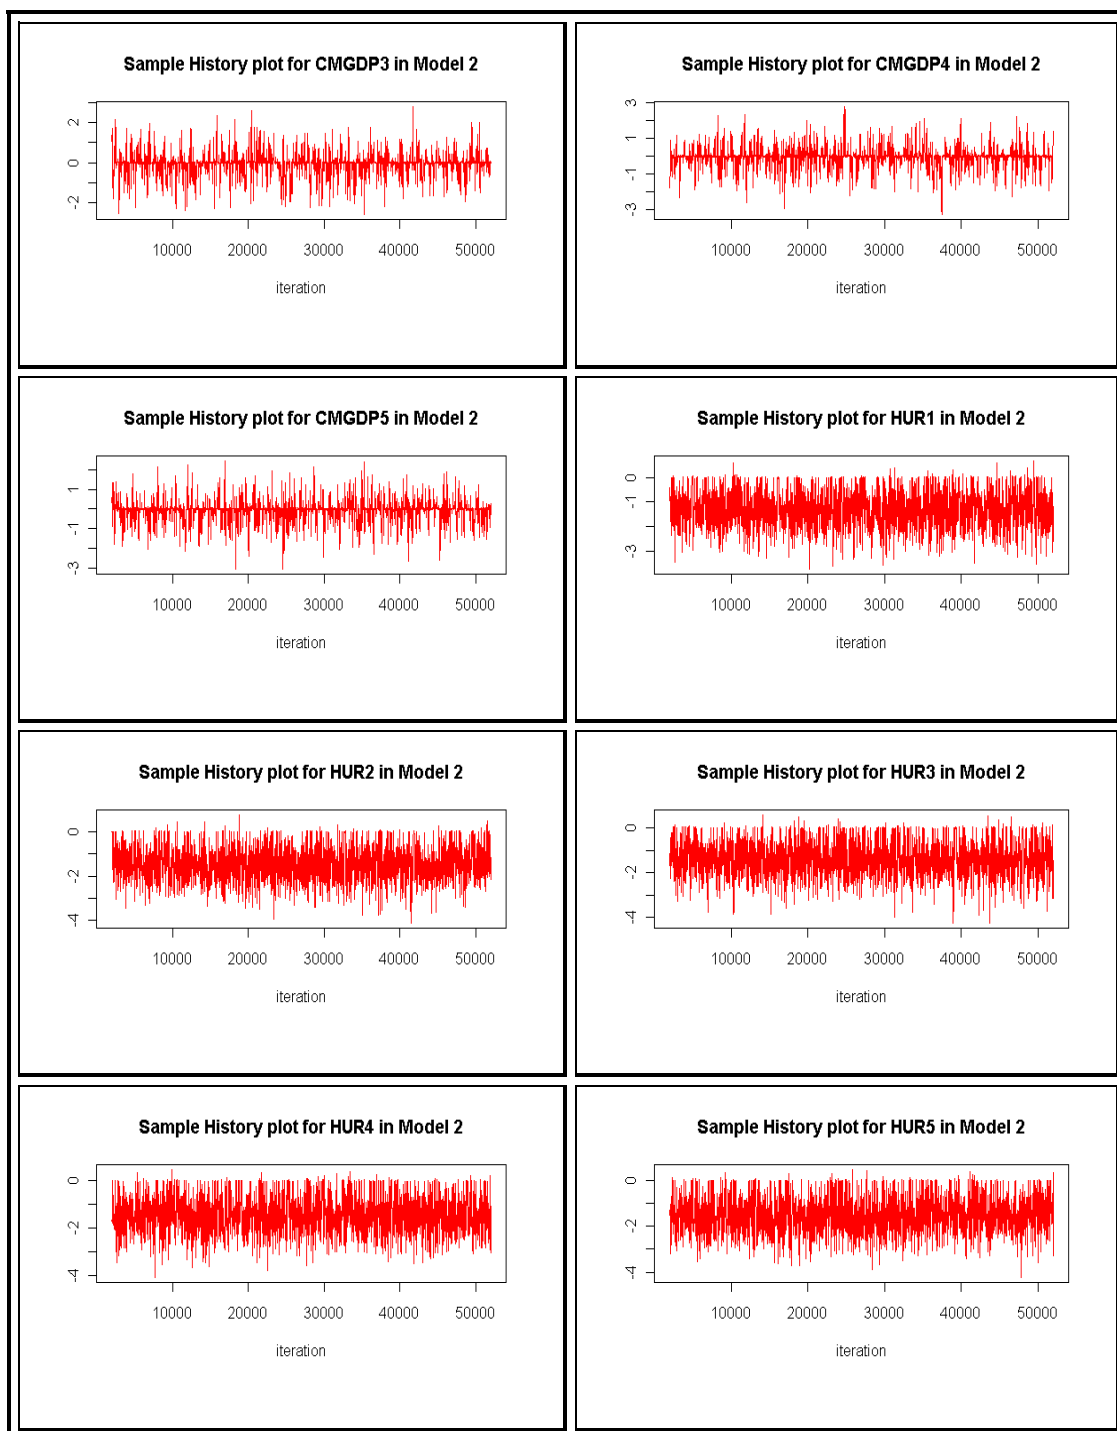 Sample History plot for CMGDP3 in Model 2
2
0
-2
10000 20000 30000 40000 50000
iteration
Sample History plot for CMGDP4 in Model 2
3
1
-1
-3
10000 20000 30000 40000 50000
iteration
Sample History plot for CMGDP5 in Model 2
1
-1
-3
10000 20000 30000 40000 50000
iteration
Sample History plot for HUR1 in Model 2
0
-1
-3
10000 20000 30000 40000 50000
iteration
Sample History plot for HUR2 in Model 2
0
-2
-4
10000 20000 30000 40000 50000
iteration
Sample History plot for HUR3 in Model 2
0
-2
-4
10000 20000 30000 40000 50000
iteration
Sample History plot for HUR4 in Model 2
0
-2
-4
10000 20000 30000 40000 50000
iteration
Sample History plot for HUR5 in Model 2
0
-2
-4
10000 20000 30000 40000 50000
iteration